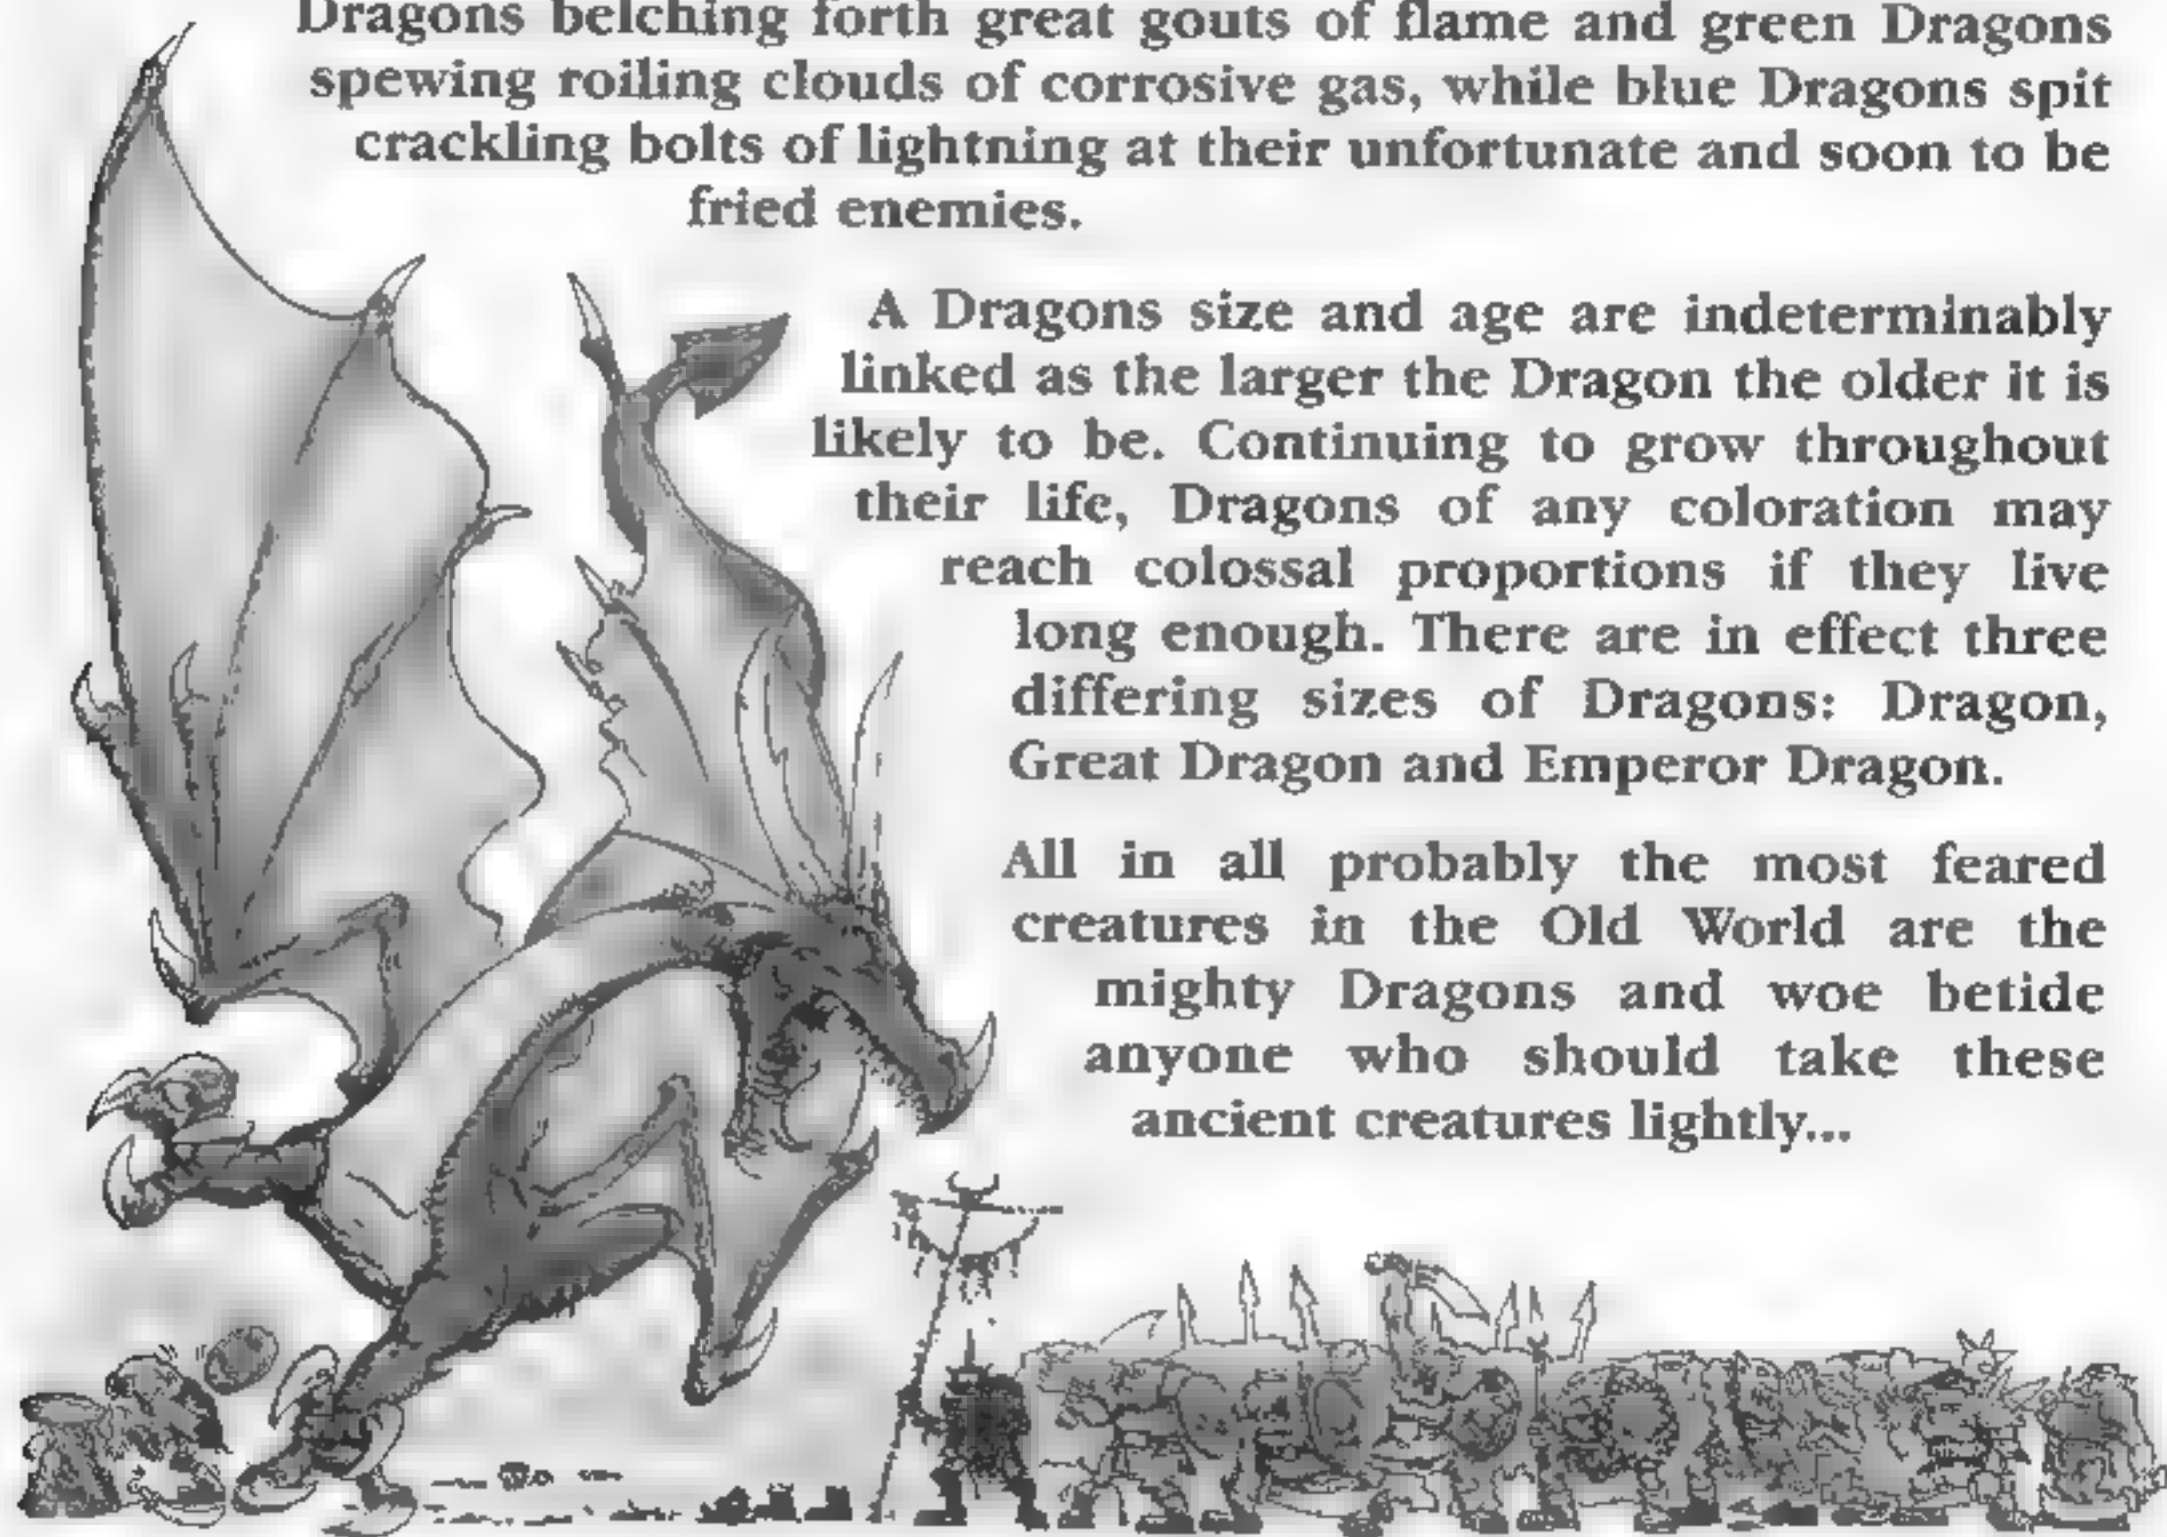 Dragons belching forth great gouts of flame and green Dragons
spewing roiling clouds of corrosive gas, while blue Dragons spit
crackling bolts of lightning at their unfortunate and soon to be
fried enemies.
A Dragons size and age are indeterminably
linked as the larger the Dragon the older it is
likely to be. Continuing to grow throughout
their life, Dragons of any coloration may
reach colossal proportions if they live
long enough. There are in effect three
differing sizes of Dragons: Dragon,
Great Dragon and Emperor Dragon.
All in all probably the most feared
creatures in the Old World are the
mighty Dragons and woe betide
anyone who should take these
ancient creatures lightly...